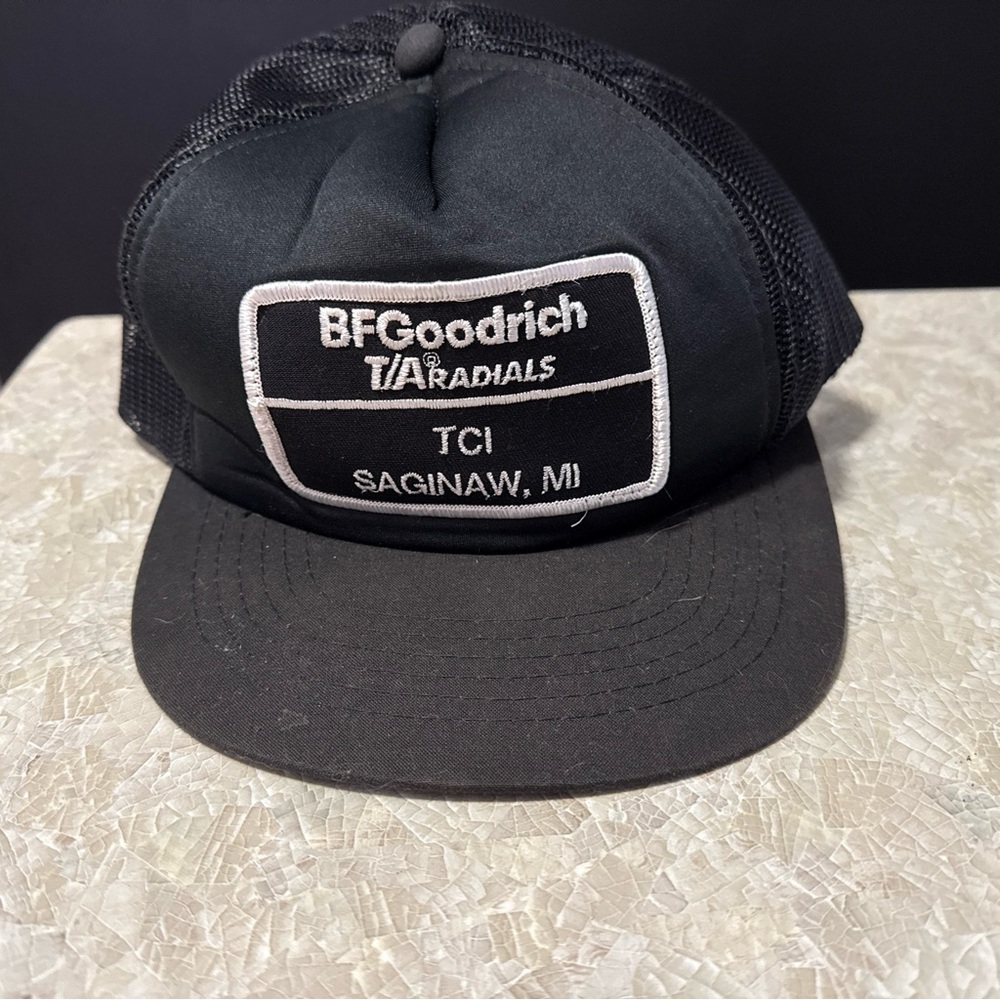 BFGoodrich
T/A® RADIALS
TCI
SAGINAW, MI